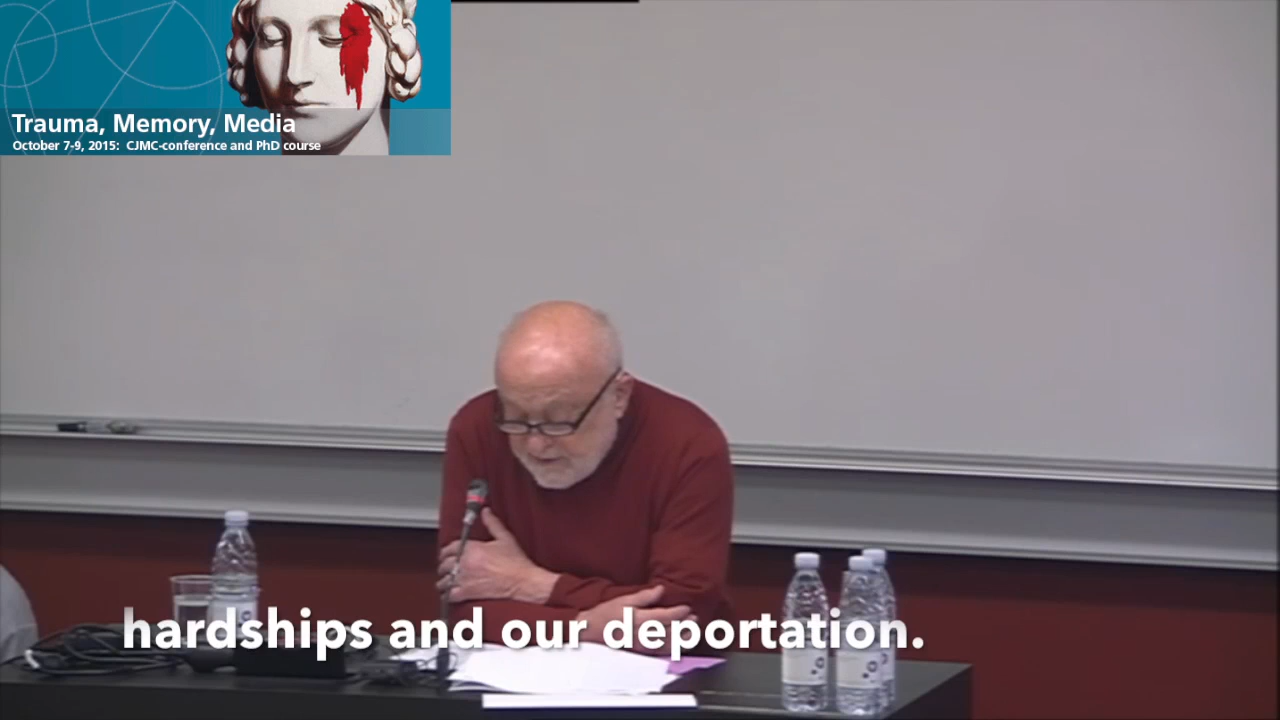 Trauma, Memory, Media
October 7-9, 2015: CJMC-conference and PhD course
hardships and our deportation.